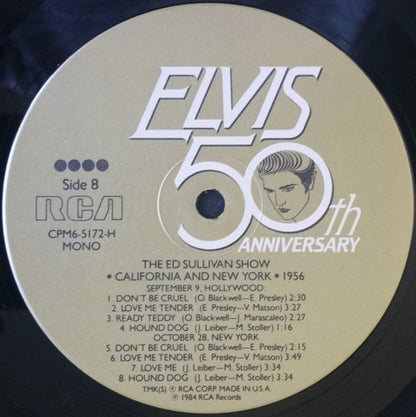 ELVIS
50th
ANNIVERSARY
Side 8
RCA
CPM6-5172-H
MONO
THE ED SULLIVAN SHOW
• CALIFORNIA AND NEW YORK • 1956
SEPTEMBER 9, HOLLYWOOD
1. DON'T BE CRUEL (O. Blackwell—E. Presley) 2:30
2. LOVE ME TENDER (E. Presley—V. Matson) 2:37
3. READY TEDDY (O. Blackwell—J. Marascaleo) 2:21
4. HOUND DOG (J. Leiber—M. Stoller) 1:16
OCTOBER 28, NEW YORK
5. DON'T BE CRUEL (O. Blackwell—E. Presley) 2:15
6. LOVE ME TENDER (E. Presley—V. Matson) 3:49
7. LOVE ME (J. Leiber—M. Stoller) 3:34
8. HOUND DOG (J. Leiber—M. Stoller) 3:34
TMK(S) ® RCA CORP. MADE IN U.S.A.
℗ 1984 RCA Records